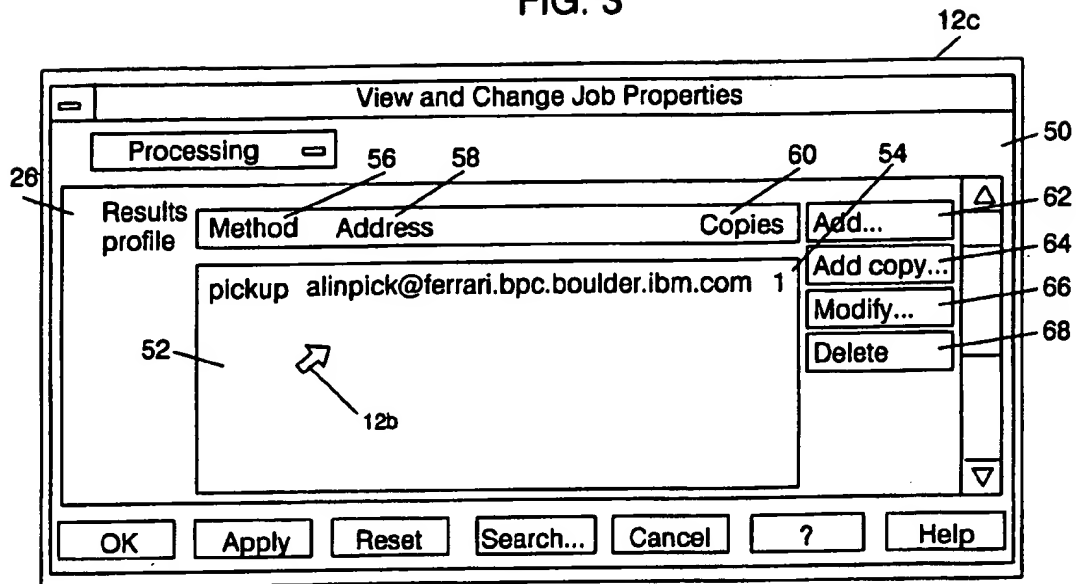 FIG. 3
12c
View and Change Job Properties
50
Processing
56
58
60
54
26
62
Results
profile
Method Address Copies
Add...
64
Add copy...
pickup alinpick@ferrari.bpc.boulder.ibm.com 1
66
Modify...
68
Delete
52
12b
OK Apply Reset Search... Cancel ? Help